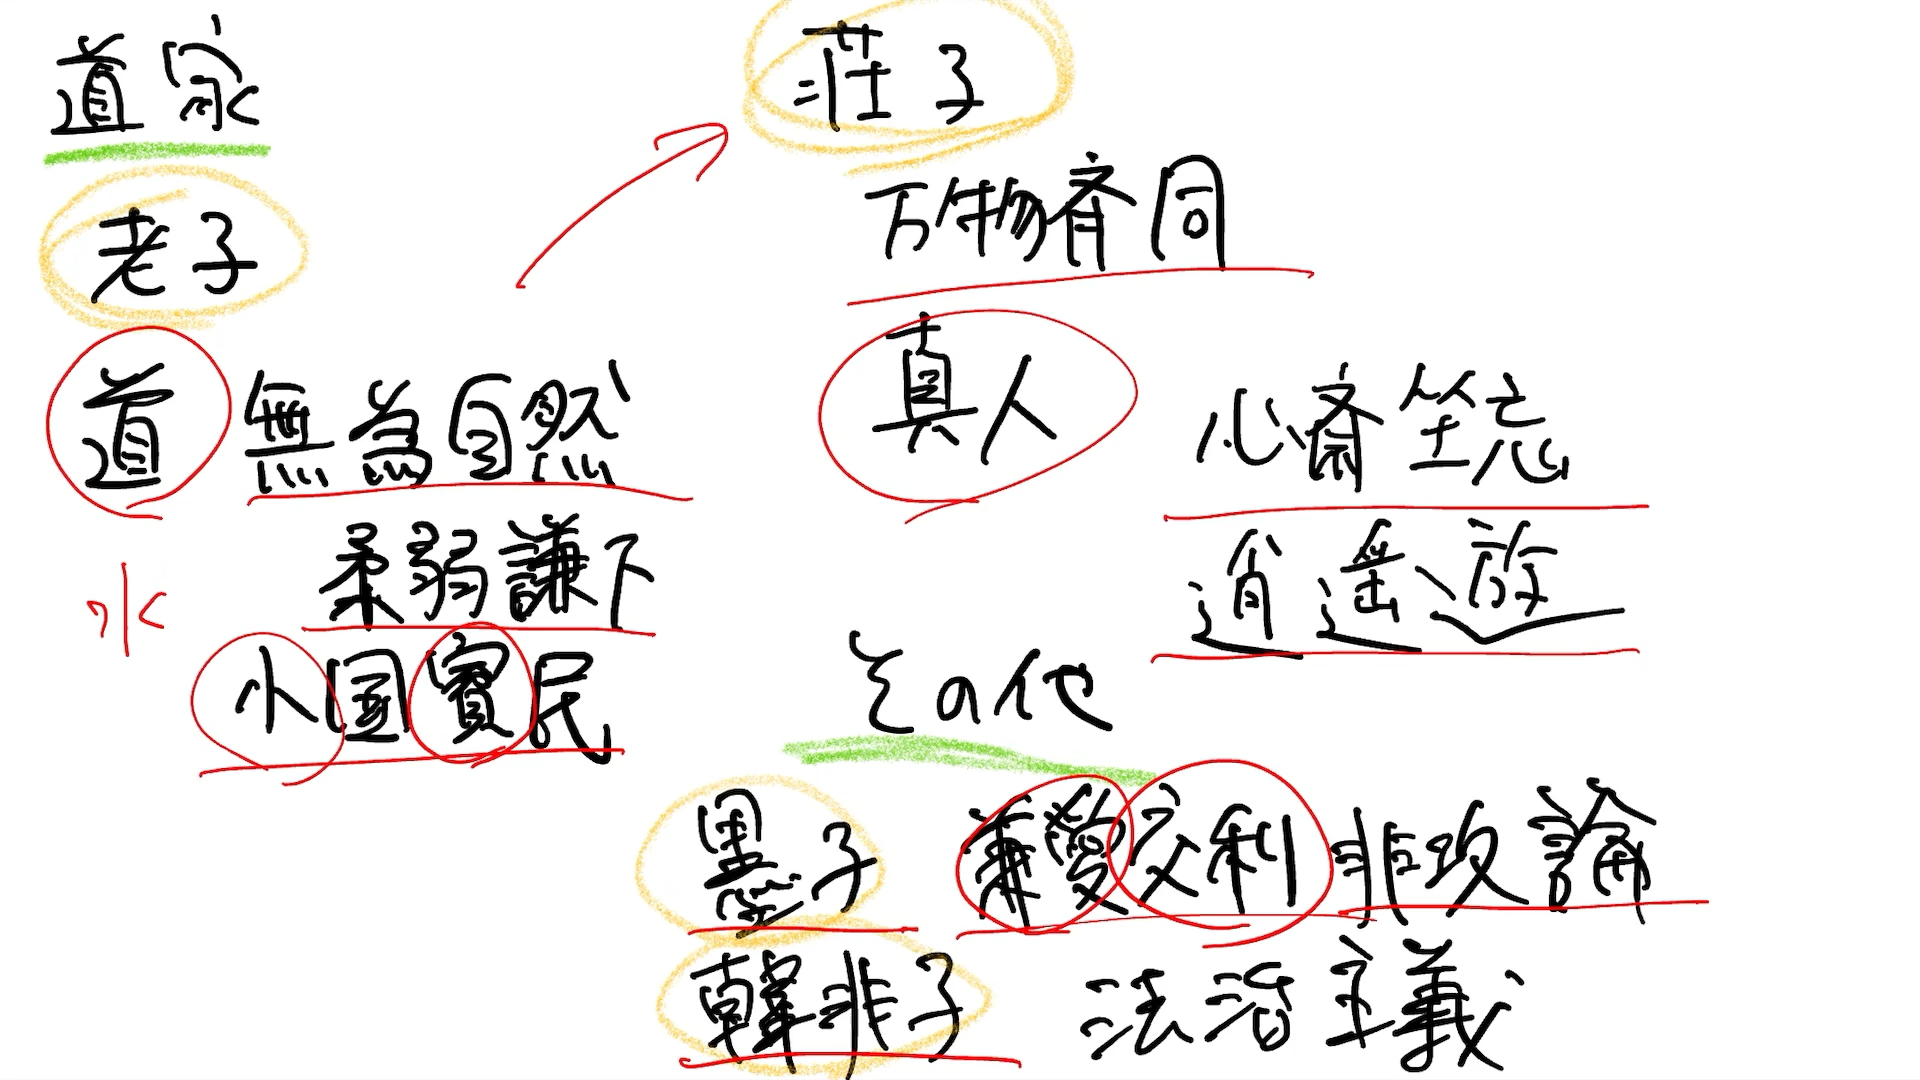 道家
老子
道 無為自然
柔弱謙下
水
小国寡民
荘子
万物斉同
真人
心斎坐忘
逍遥遊
その他
墨子 兼愛交利 非攻論
韓非子 法治主義